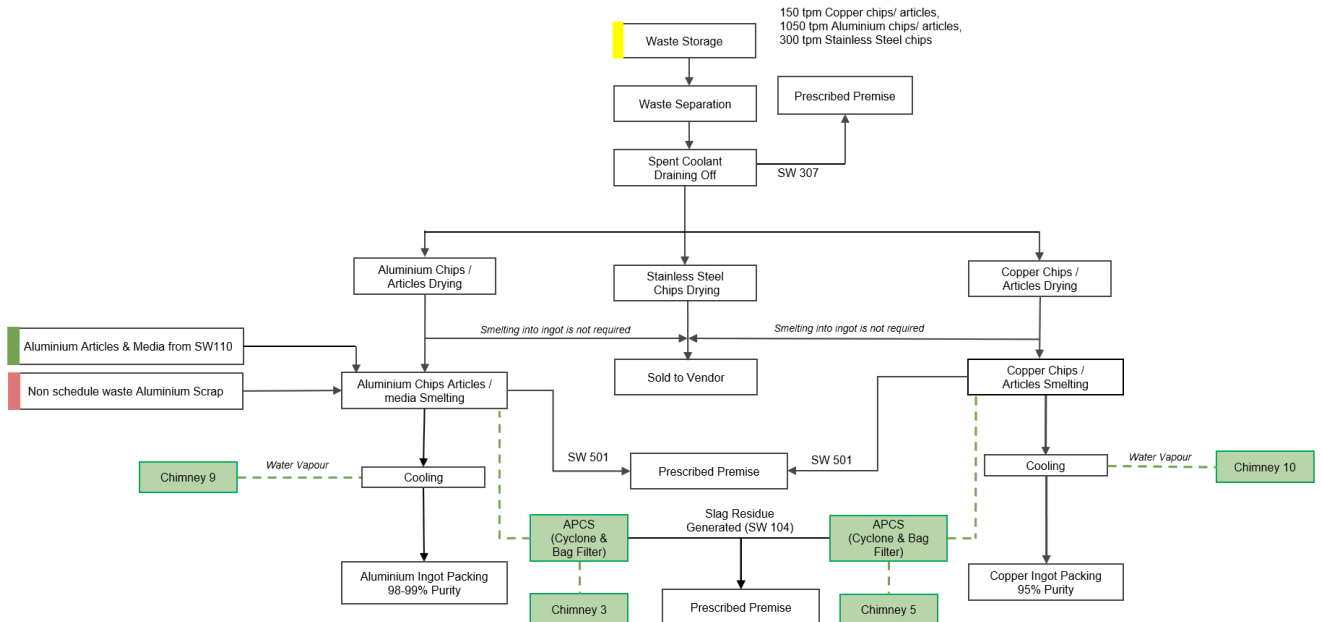 150 tpm Copper chips/ articles,
1050 tpm Aluminium chips/ articles,
300 tpm Stainless Steel chips
Waste Storage
Waste Separation
Prescribed Premise
Spent Coolant
Draining Off
SW 307
Aluminium Chips /
Articles Drying
Stainless Steel
Chips Drying
Copper Chips /
Articles Drying
Smelting into ingot is not required
Smelting into ingot is not required
Aluminium Articles & Media from SW110
Non schedule waste Aluminium Scrap
Aluminium Chips Articles /
media Smelting
Sold to Vendor
Copper Chips /
Articles Smelting
SW 501
Prescribed Premise
SW 501
Chimney 9
Water Vapour
Cooling
Cooling
Water Vapour
Chimney 10
APCS
(Cyclone &
Bag Filter)
Slag Residue
Generated (SW 104)
APCS
(Cyclone & Bag
Filter)
Aluminium Ingot Packing
98-99% Purity
Chimney 3
Prescribed Premise
Chimney 5
Copper Ingot Packing
95% Purity